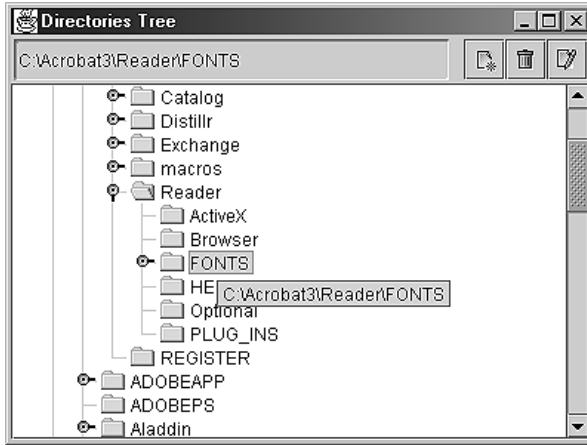 Directories Tree
C:\Acrobat3\Reader\FONTS
Catalog
Distillr
Exchange
macros
Reader
ActiveX
Browser
FONTS
HE
C:\Acrobat3\Reader\FONTS
Optional
PLUG_INS
REGISTER
ADOBEAPP
ADOBEPS
Aladdin